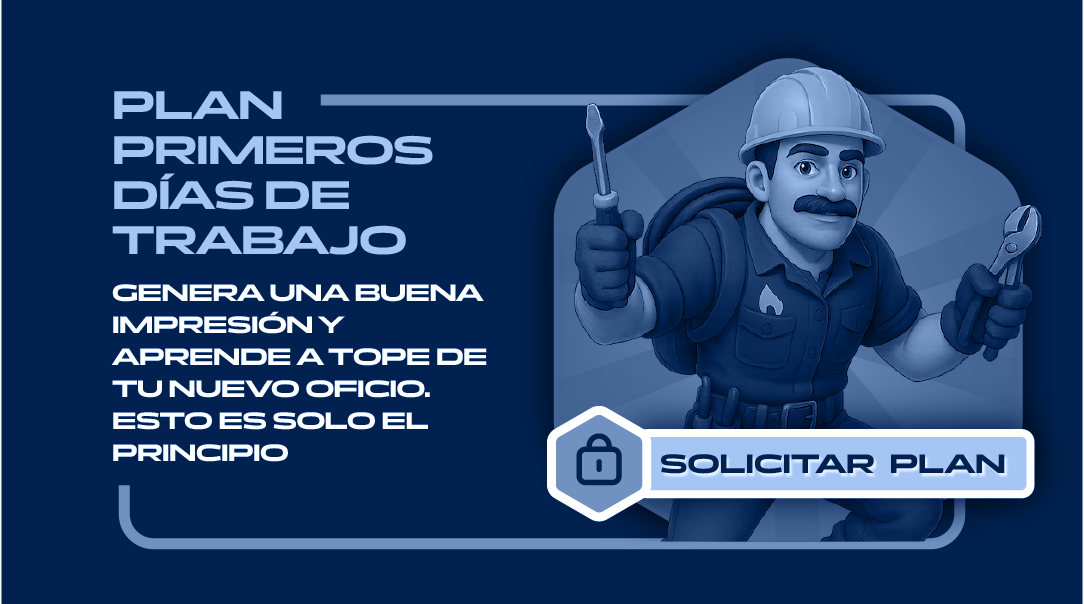 PLAN
PRIMEROS
DÍAS DE
TRABAJO
GENERA UNA BUENA
IMPRESIÓN Y
APRENDE A TOPE DE
TU NUEVO OFICIO.
ESTO ES SOLO EL
PRINCIPIO
SOLICITAR PLAN